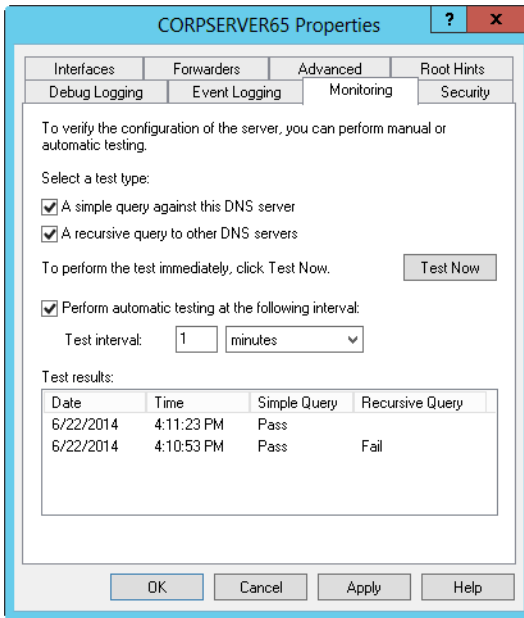 CORPSERVER65 Properties
?
x
Interfaces
Forwarders
Advanced
Root Hints
Debug Logging
Event Logging
Monitoring
Security
To verify the configuration of the server, you can perform manual or
automatic testing.
Select a test type:
A simple query against this DNS server
A recursive query to other DNS servers
To perform the test immediately, click Test Now.
Test Now
Perform automatic testing at the following interval:
Test interval: 1 minutes
Test results:
Date Time Simple Query Recursive Query
6/22/2014 4:11:23 PM Pass
6/22/2014 4:10:53 PM Pass Fail
OK Cancel Apply Help